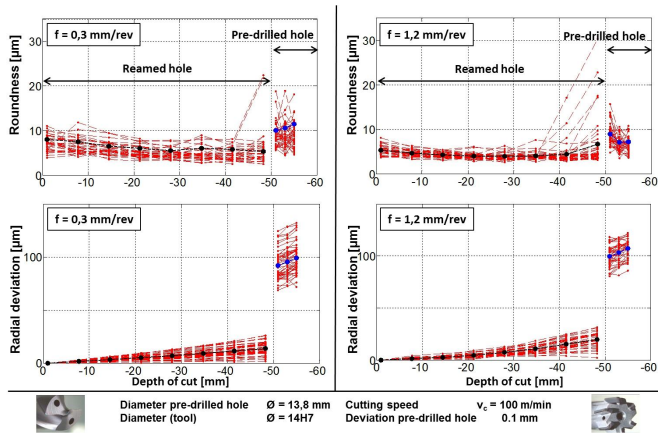 f = 0,3 mm/rev
Pre-drilled hole
Reamed hole
Roundness [µm]
30
20
10
0
0 -10 -20 -30 -40 -50 -60
f = 1,2 mm/rev
Pre-drilled hole
Reamed hole
Roundness [µm]
30
20
10
0
0 -10 -20 -30 -40 -50 -60
f = 0,3 mm/rev
Radial deviation [µm]
100
0
0 -10 -20 -30 -40 -50 -60
Depth of cut [mm]
f = 1,2 mm/rev
Radial deviation [µm]
100
0
0 -10 -20 -30 -40 -50 -60
Depth of cut [mm]
Diameter pre-drilled hole Ø = 13,8 mm Cutting speed vc = 100 m/min
Diameter (tool) Ø = 14H7 Deviation pre-drilled hole 0.1 mm